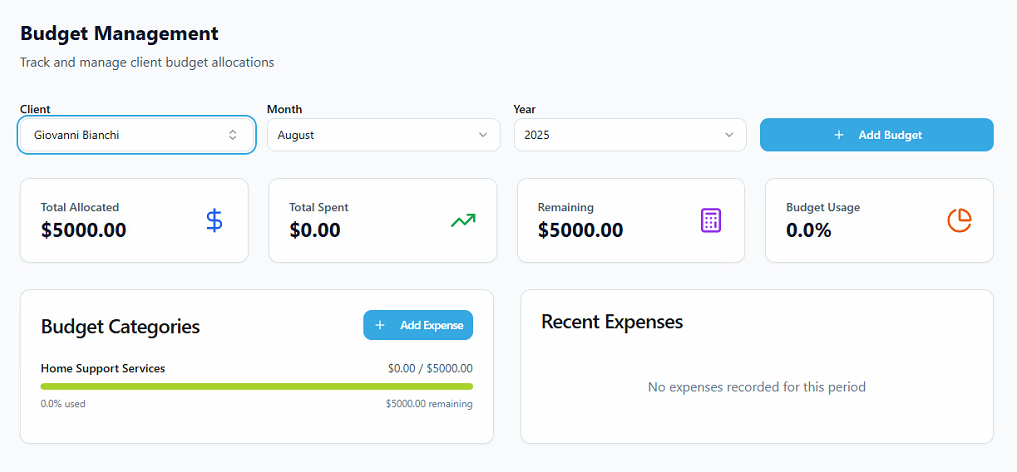 Budget Management
Track and manage client budget allocations
Client
Month
Year
Giovanni Bianchi
August
2025
+ Add Budget
Total Allocated
$5000.00
Total Spent
$0.00
Remaining
$5000.00
Budget Usage
0.0%
Budget Categories
+ Add Expense
Home Support Services
$0.00 / $5000.00
0.0% used
$5000.00 remaining
Recent Expenses
No expenses recorded for this period